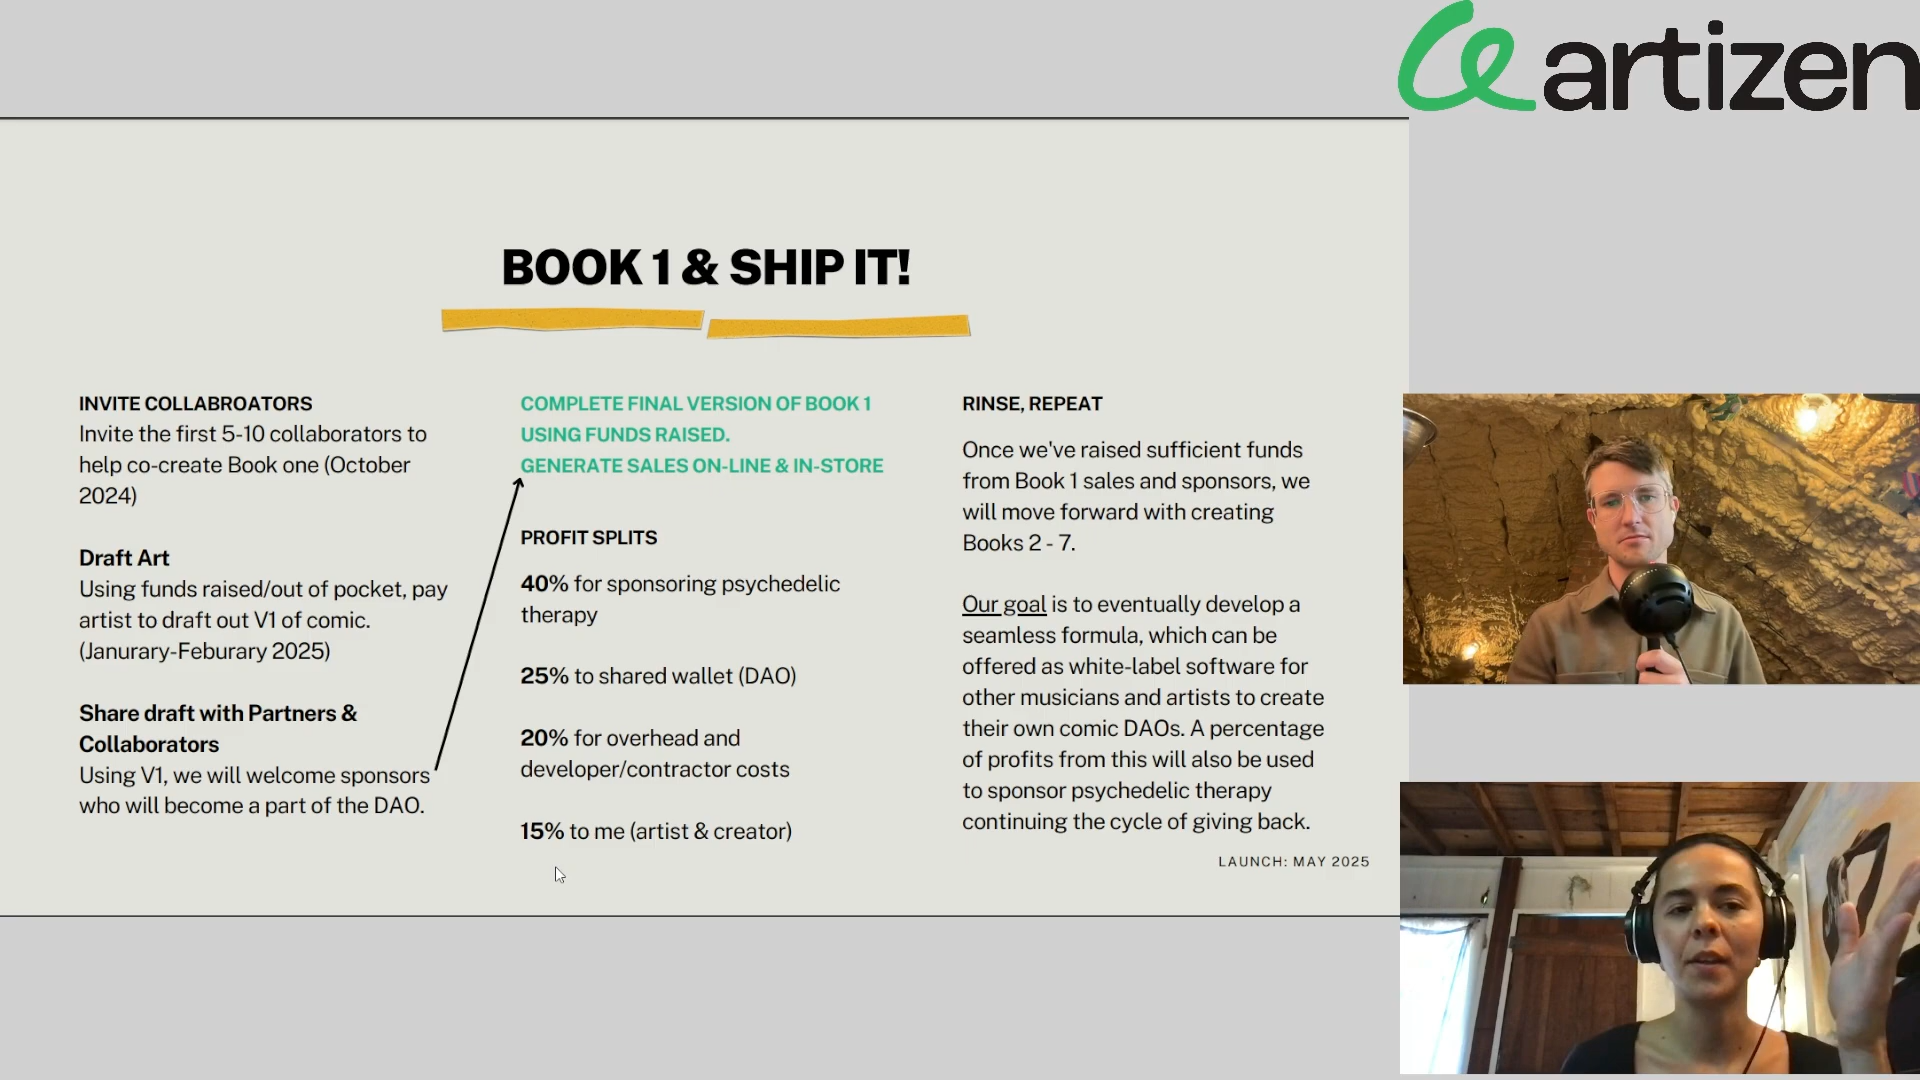 artizen
BOOK 1 & SHIP IT!
INVITE COLLABROATORS
Invite the first 5-10 collaborators to
help co-create Book one (October
2024)
Draft Art
Using funds raised/out of pocket, pay
artist to draft out V1 of comic.
(Janurary-Feburary 2025)
Share draft with Partners &
Collaborators
Using V1, we will welcome sponsors
who will become a part of the DAO.
COMPLETE FINAL VERSION OF BOOK 1
USING FUNDS RAISED.
GENERATE SALES ON-LINE & IN-STORE
PROFIT SPLITS
40% for sponsoring psychedelic
therapy
25% to shared wallet (DAO)
20% for overhead and
developer/contractor costs
15% to me (artist & creator)
RINSE, REPEAT
Once we've raised sufficient funds
from Book 1 sales and sponsors, we
will move forward with creating
Books 2 - 7.
Our goal is to eventually develop a
seamless formula, which can be
offered as white-label software for
other musicians and artists to create
their own comic DAOs. A percentage
of profits from this will also be used
to sponsor psychedelic therapy
continuing the cycle of giving back.
LAUNCH: MAY 2025